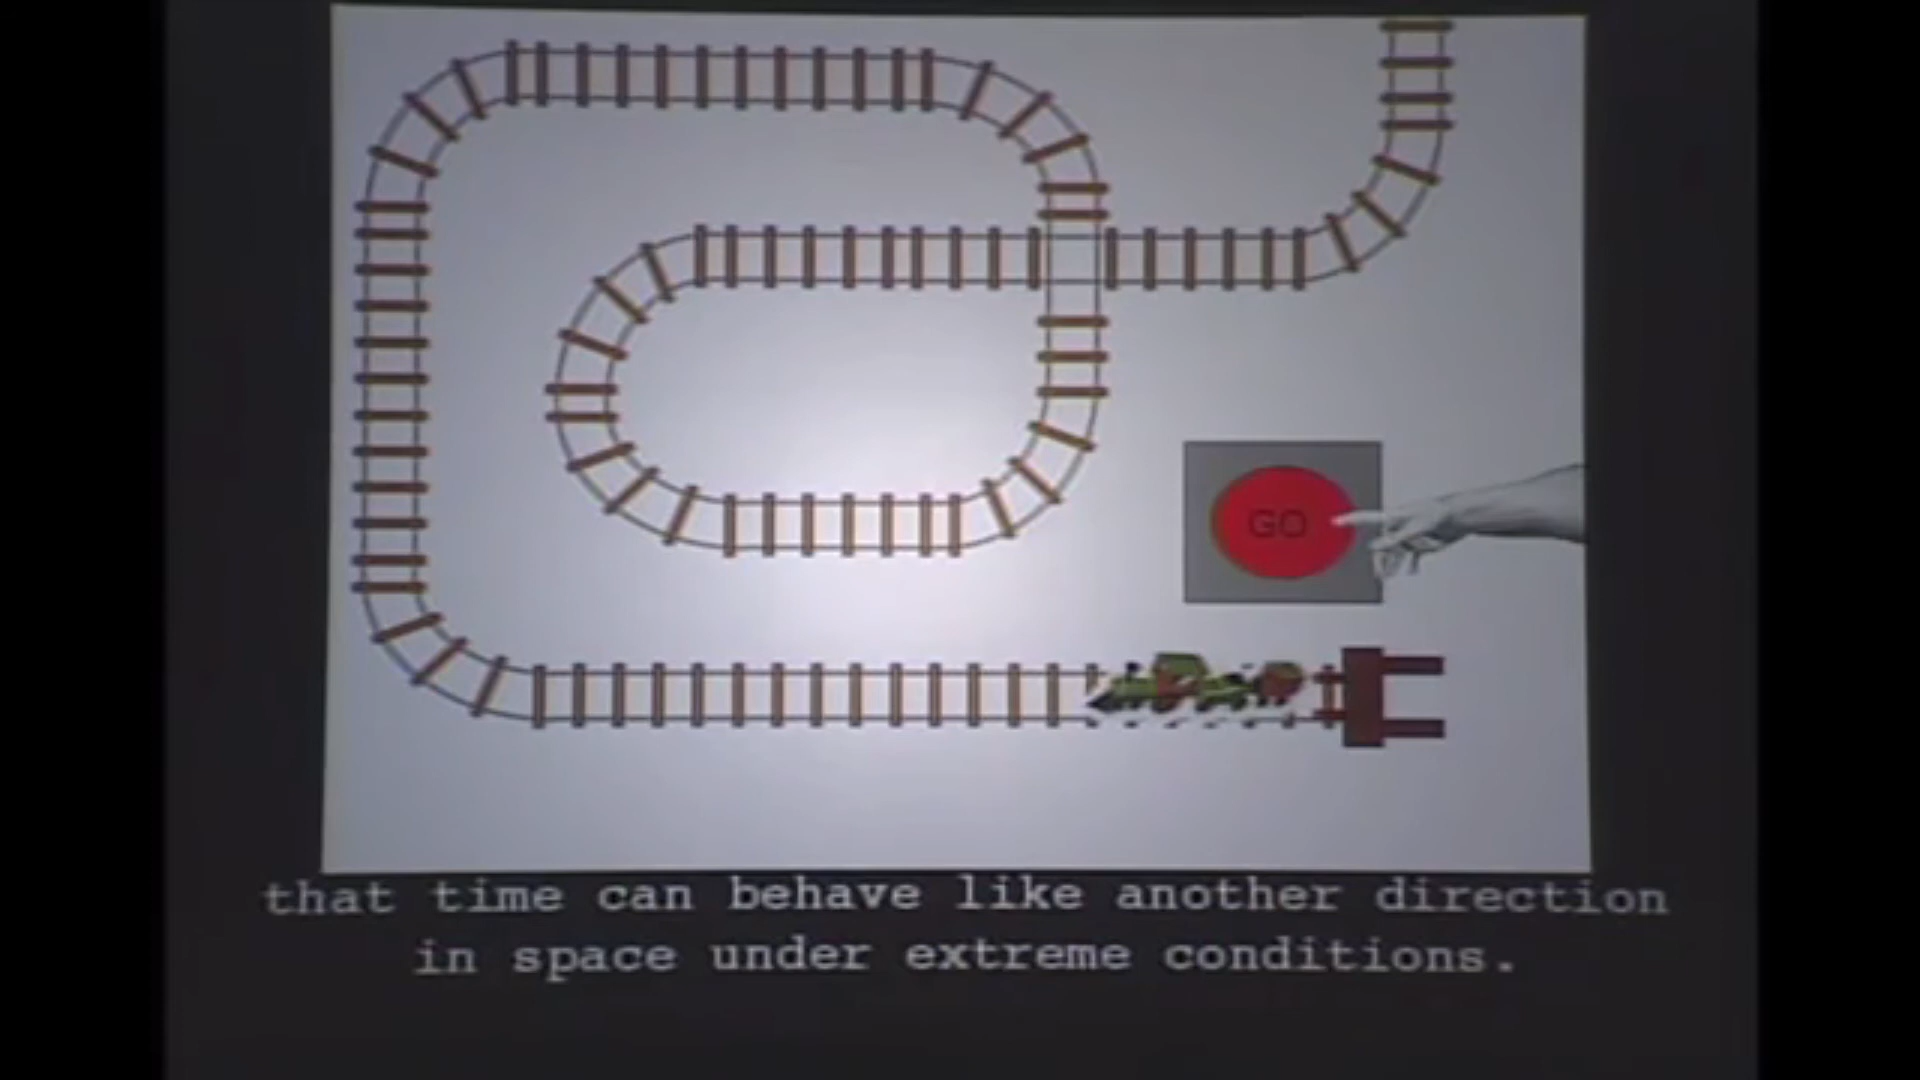 GO
that time can behave like another direction
in space under extreme conditions.